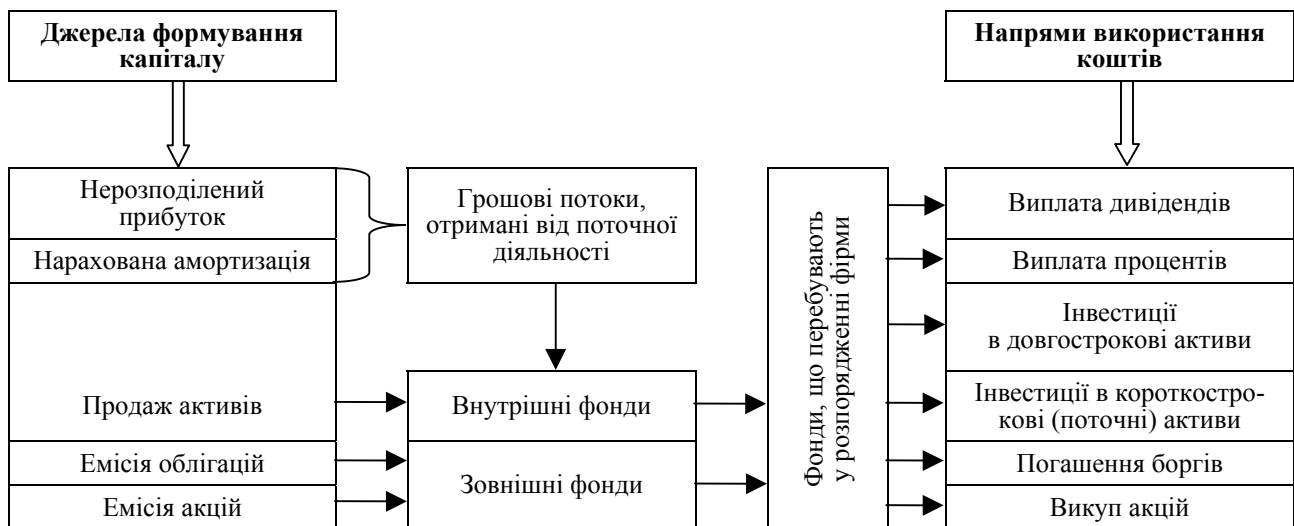 Джерела формування
капіталу
Напрями використання
коштів
Нерозподілений
прибуток
Нарахована амортизація
Продаж активів
Емісія облігацій
Емісія акцій
Грошові потоки,
отримані від поточної
діяльності
Внутрішні фонди
Зовнішні фонди
Фонди, що перебувають
у розпорядженні фірми
Виплата дивідендів
Виплата процентів
Інвестиції
в довгострокові активи
Інвестиції в короткостро-
кові (поточні) активи
Погашення боргів
Викуп акцій